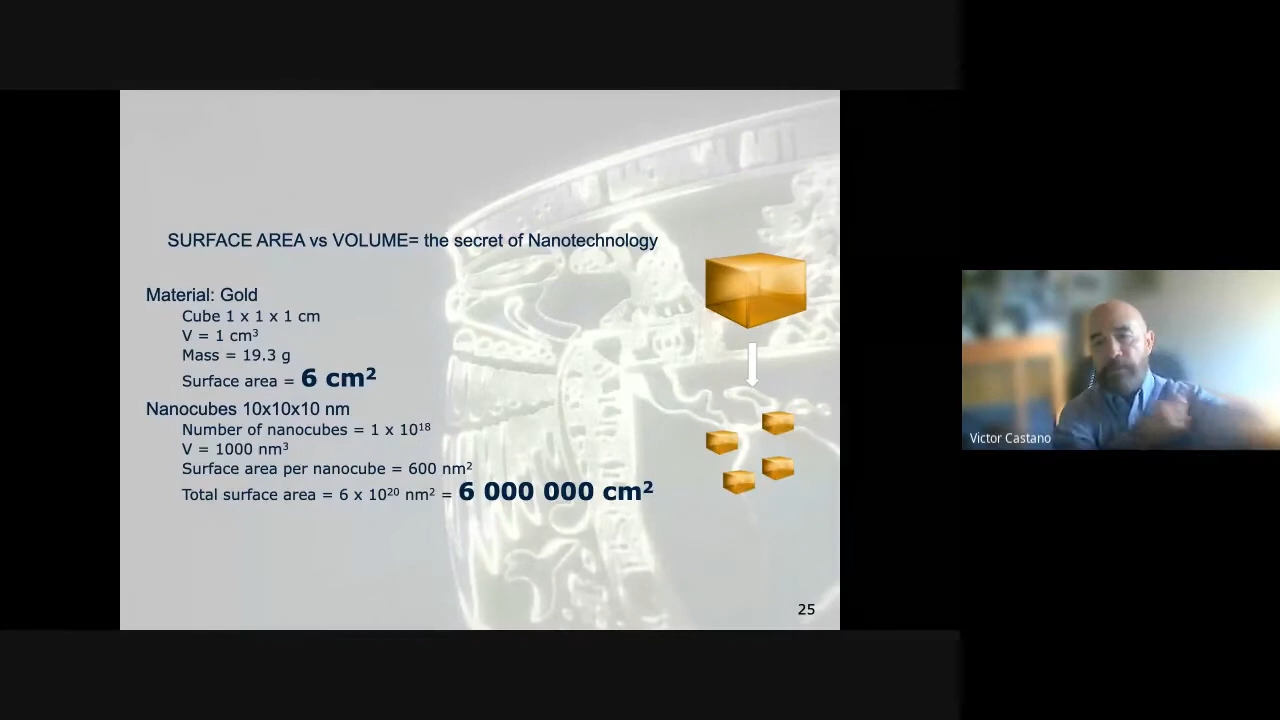 SURFACE AREA vs VOLUME= the secret of Nanotechnology
Material: Gold
Cube 1 x 1 x 1 cm
V = 1 cm³
Mass = 19.3 g
Surface area = 6 cm²
Nanocubes 10x10x10 nm
Number of nanocubes = 1 x 10¹⁸
V = 1000 nm³
Surface area per nanocube = 600 nm²
Total surface area = 6 x 10²⁰ nm² = 6 000 000 cm²
25
Victor Castano